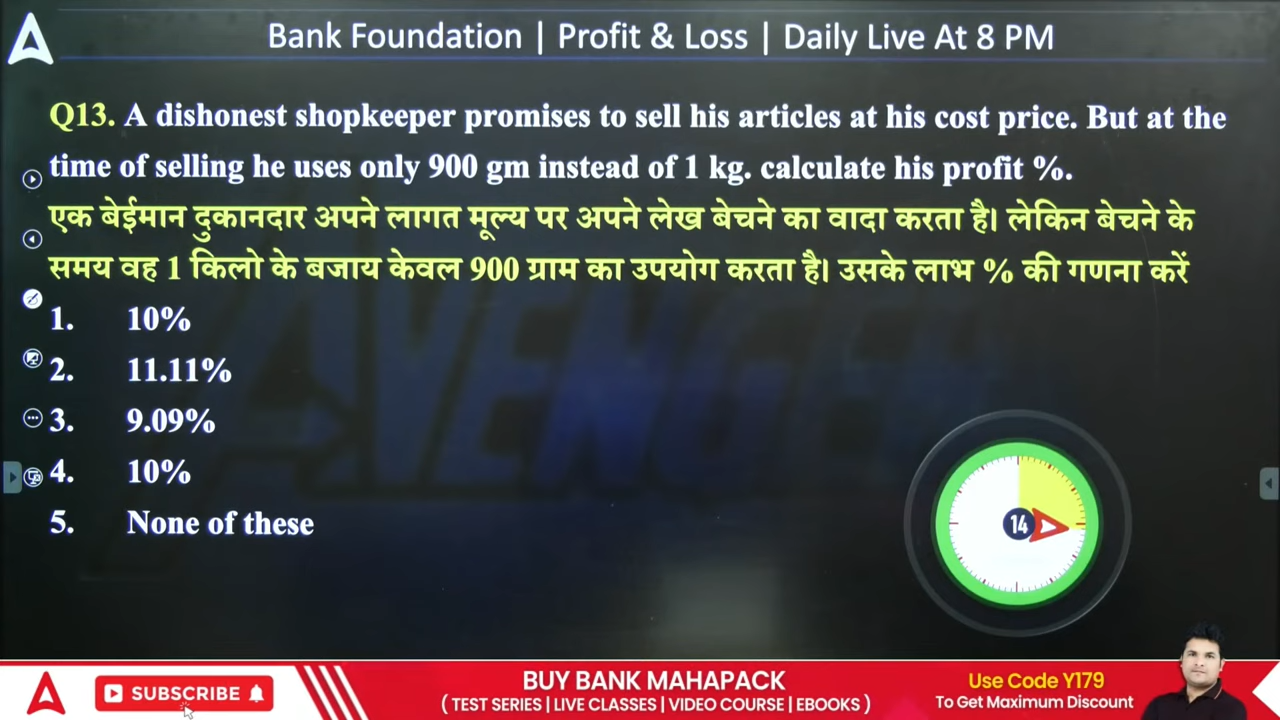 Bank Foundation | Profit & Loss | Daily Live At 8 PM
Q13. A dishonest shopkeeper promises to sell his articles at his cost price. But at the
time of selling he uses only 900 gm instead of 1 kg. calculate his profit %.
एक बेईमान दुकानदार अपने लागत मूल्य पर अपने लेख बेचने का वादा करता है। लेकिन बेचने के
समय वह 1 किलो के बजाय केवल 900 ग्राम का उपयोग करता है। उसके लाभ % की गणना करें
1. 10%
2. 11.11%
3. 9.09%
4. 10%
5. None of these
AVENGER
14
SUBSCRIBE
BUY BANK MAHAPACK
( TEST SERIES | LIVE CLASSES | VIDEO COURSE | EBOOKS )
Use Code Y179
To Get Maximum Discount